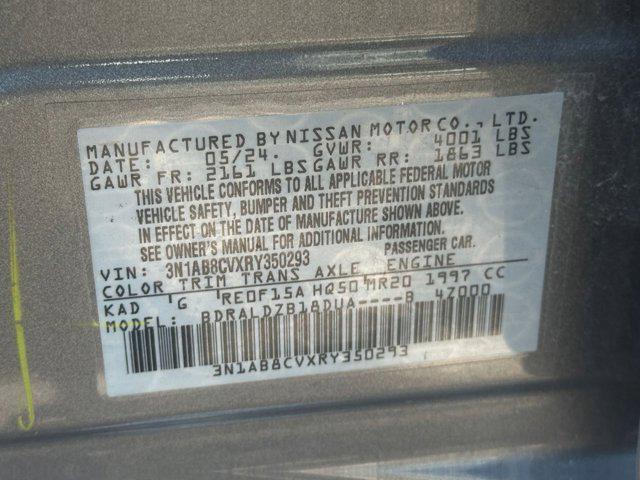 MANUFACTURED BY NISSAN MOTOR CO., LTD.
DATE: 05/24. GVWR: 4001 LBS
GAWR FR: 2161 LBS GAWR RR: 1863 LBS
THIS VEHICLE CONFORMS TO ALL APPLICABLE FEDERAL MOTOR
VEHICLE SAFETY, BUMPER AND THEFT PREVENTION STANDARDS
IN EFFECT ON THE DATE OF MANUFACTURE SHOWN ABOVE.
SEE OWNER'S MANUAL FOR ADDITIONAL INFORMATION.
VIN: 3N1AB8CVXRY350293 PASSENGER CAR.
COLOR TRIM TRANS AXLE ENGINE
KAD G RE0F15A HQ50 MR20 1997 CC
MODEL: BDRALDZB18DUA----B 4Z000
3N1AB8CVXRY350293